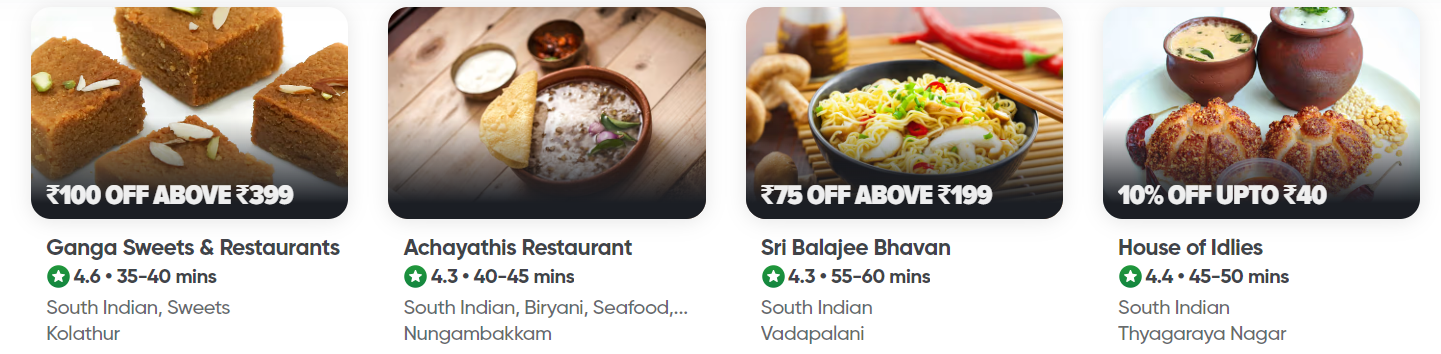 ₹100 OFF ABOVE ₹399
Ganga Sweets & Restaurants
4.6 • 35-40 mins
South Indian, Sweets
Kolathur
Achayathis Restaurant
4.3 • 40-45 mins
South Indian, Biryani, Seafood,...
Nungambakkam
₹75 OFF ABOVE ₹199
Sri Balajee Bhavan
4.3 • 55-60 mins
South Indian
Vadapalani
10% OFF UPTO ₹40
House of Idlies
4.4 • 45-50 mins
South Indian
Thyagaraya Nagar